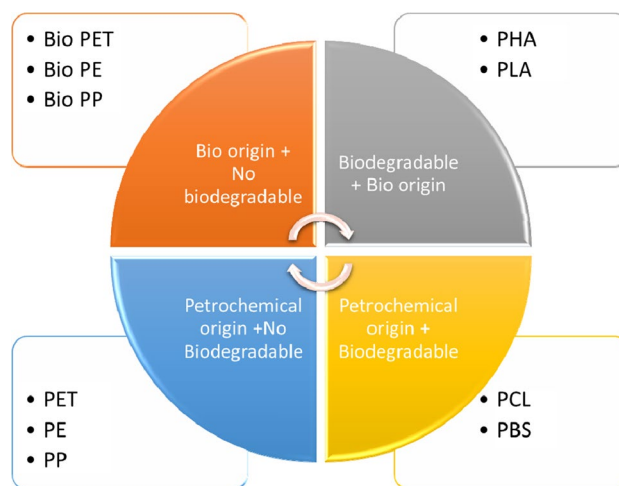 • Bio PET
• Bio PE
• Bio PP
• PHA
• PLA
Bio origin +
No
biodegradable
Biodegradable
+ Bio origin
Petrochemical
origin +No
Biodegradable
Petrochemical
origin +
Biodegradable
• PET
• PE
• PP
• PCL
• PBS